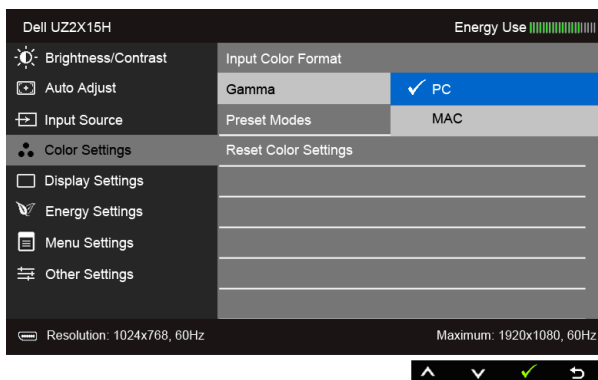 Dell UZ2X15H Energy Use
Brightness/Contrast Input Color Format
Auto Adjust Gamma PC
Input Source Preset Modes MAC
Color Settings Reset Color Settings
Display Settings
Energy Settings
Menu Settings
Other Settings
Resolution: 1024x768, 60Hz Maximum: 1920x1080, 60Hz